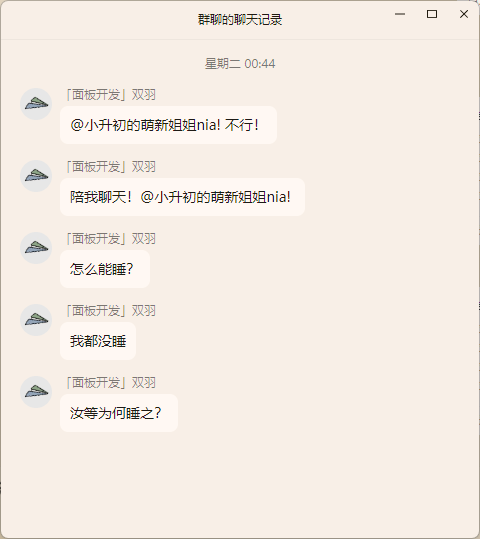 群聊的聊天记录
星期二 00:44
「面板开发」双羽
@小升初的萌新姐姐nia! 不行！
「面板开发」双羽
陪我聊天！@小升初的萌新姐姐nia!
「面板开发」双羽
怎么能睡？
「面板开发」双羽
我都没睡
「面板开发」双羽
汝等为何睡之？